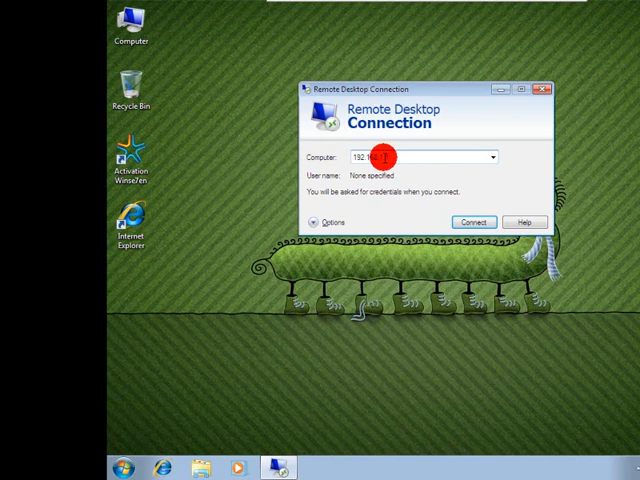 Computer
Recycle Bin
Activation
Winse7en
Internet
Explorer
Remote Desktop Connection
Remote Desktop
Connection
Computer:
User name: None specified
You will be asked for credentials when you connect.
Options
Connect
Help